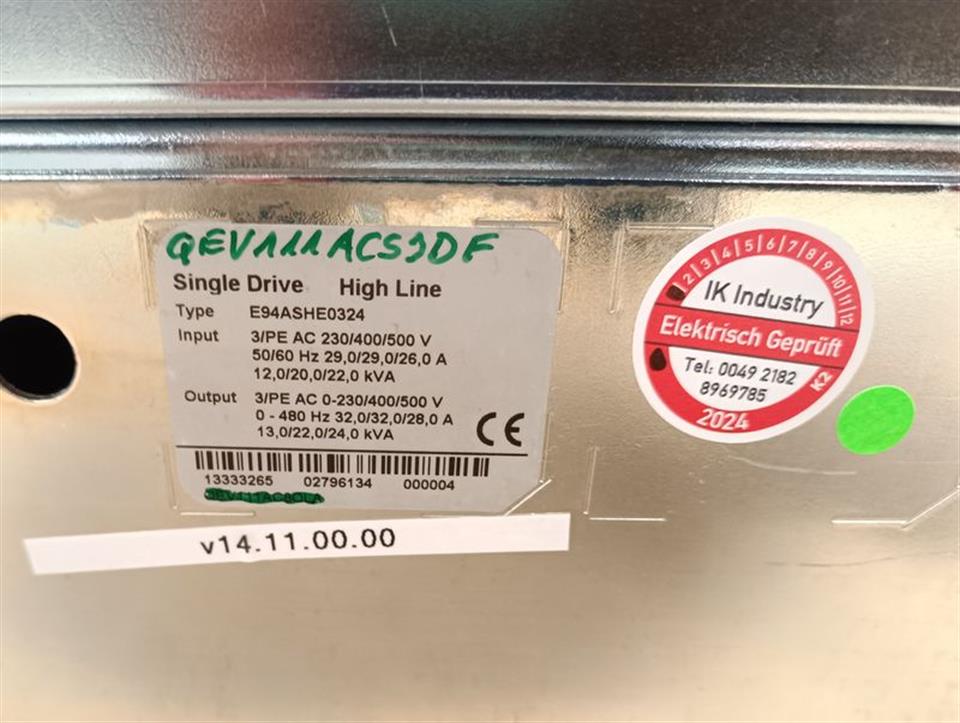 QEV111ACS9DF
Single Drive High Line
Type E94ASHE0324
Input 3/PE AC 230/400/500 V
50/60 Hz 29,0/29,0/26,0 A
12,0/20,0/22,0 kVA
Output 3/PE AC 0-230/400/500 V
0 - 480 Hz 32,0/32,0/28,0 A
13,0/22,0/24,0 kVA
CE
13333265 02796134 000004
v14.11.00.00
2 3 4 5 6 7 8 9 10 11 12
IK Industry
Elektrisch Geprüft
Tel: 0049 2182
8969785
K2
2024